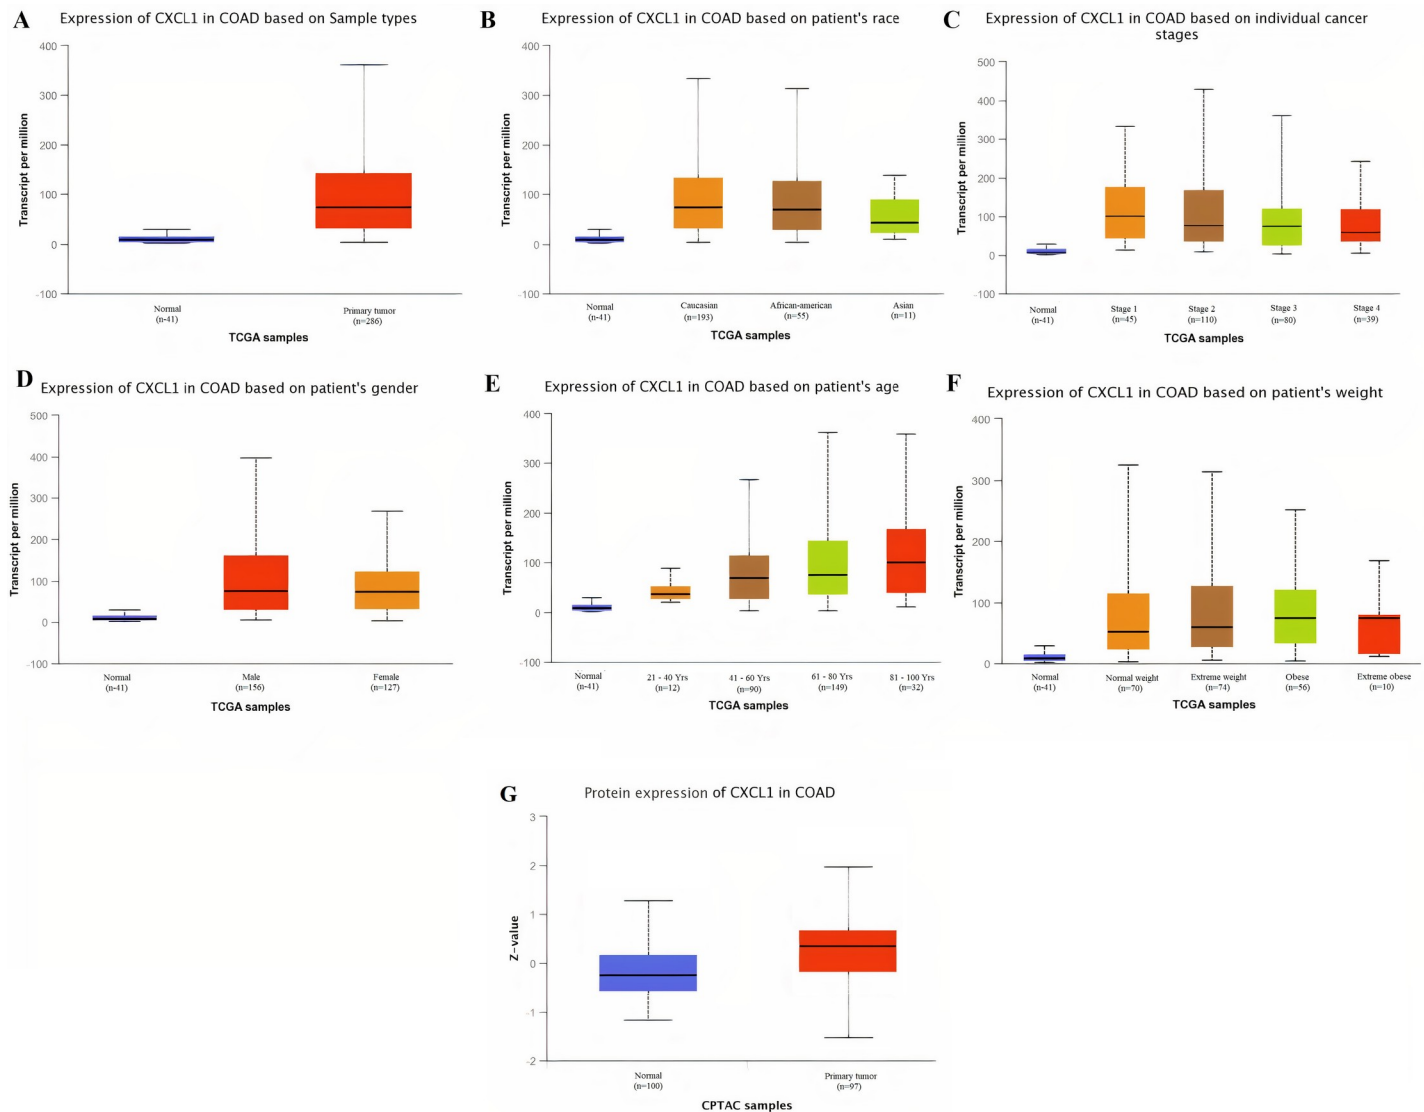 A
Expression of CXCL1 in COAD based on Sample types
Transcript per million
400
300
200
100
0
-100
Normal
(n-41)
Primary tumor
(n=286)
TCGA samples
B
Expression of CXCL1 in COAD based on patient's race
Transcript per million
400
300
200
100
0
-100
Normal
(n-41)
Caucasian
(n=193)
African-american
(n=55)
Asian
(n=11)
TCGA samples
C
Expression of CXCL1 in COAD based on individual cancer
stages
Transcript per million
500
400
300
200
100
0
-100
Normal
(n-41)
Stage 1
(n=45)
Stage 2
(n=110)
Stage 3
(n=80)
Stage 4
(n=39)
TCGA samples
D
Expression of CXCL1 in COAD based on patient's gender
Transcript per million
500
400
300
200
100
0
-100
Normal
(n-41)
Male
(n=156)
Female
(n=127)
TCGA samples
E
Expression of CXCL1 in COAD based on patient's age
Transcript per million
400
300
200
100
0
-100
Normal
(n-41)
21 - 40 Yrs
(n=12)
41 - 60 Yrs
(n=90)
61 - 80 Yrs
(n=149)
81 - 100 Yrs
(n=32)
TCGA samples
F
Expression of CXCL1 in COAD based on patient's weight
Transcript per million
400
300
200
100
0
Normal
(n-41)
Normal weight
(n=70)
Extreme weight
(n=74)
Obese
(n=56)
Extreme obese
(n=10)
TCGA samples
G
Protein expression of CXCL1 in COAD
Z-value
3
2
1
0
-1
-2
Normal
(n=100)
Primary tumor
(n=97)
CPTAC samples